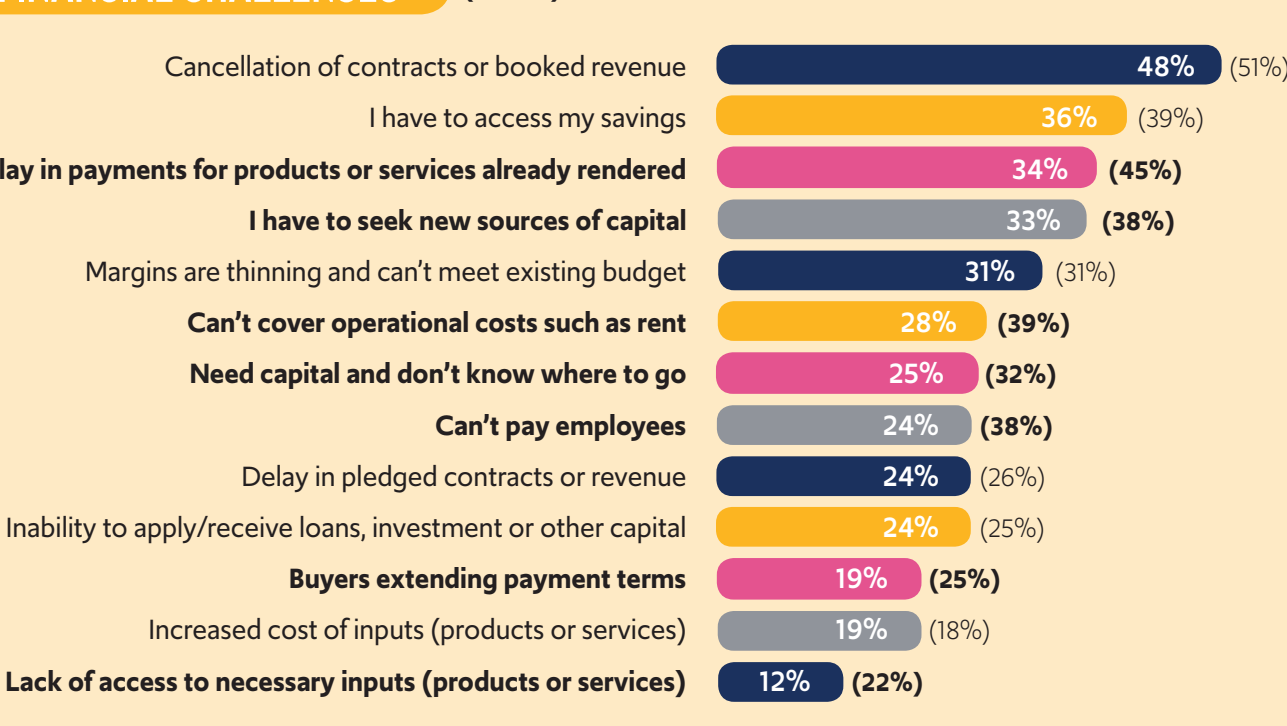 FINANCIAL CHALLENGES
Cancellation of contracts or booked revenue 48% (51%)
I have to access my savings 36% (39%)
lay in payments for products or services already rendered 34% (45%)
I have to seek new sources of capital 33% (38%)
Margins are thinning and can't meet existing budget 31% (31%)
Can't cover operational costs such as rent 28% (39%)
Need capital and don't know where to go 25% (32%)
Can't pay employees 24% (38%)
Delay in pledged contracts or revenue 24% (26%)
Inability to apply/receive loans, investment or other capital 24% (25%)
Buyers extending payment terms 19% (25%)
Increased cost of inputs (products or services) 19% (18%)
Lack of access to necessary inputs (products or services) 12% (22%)